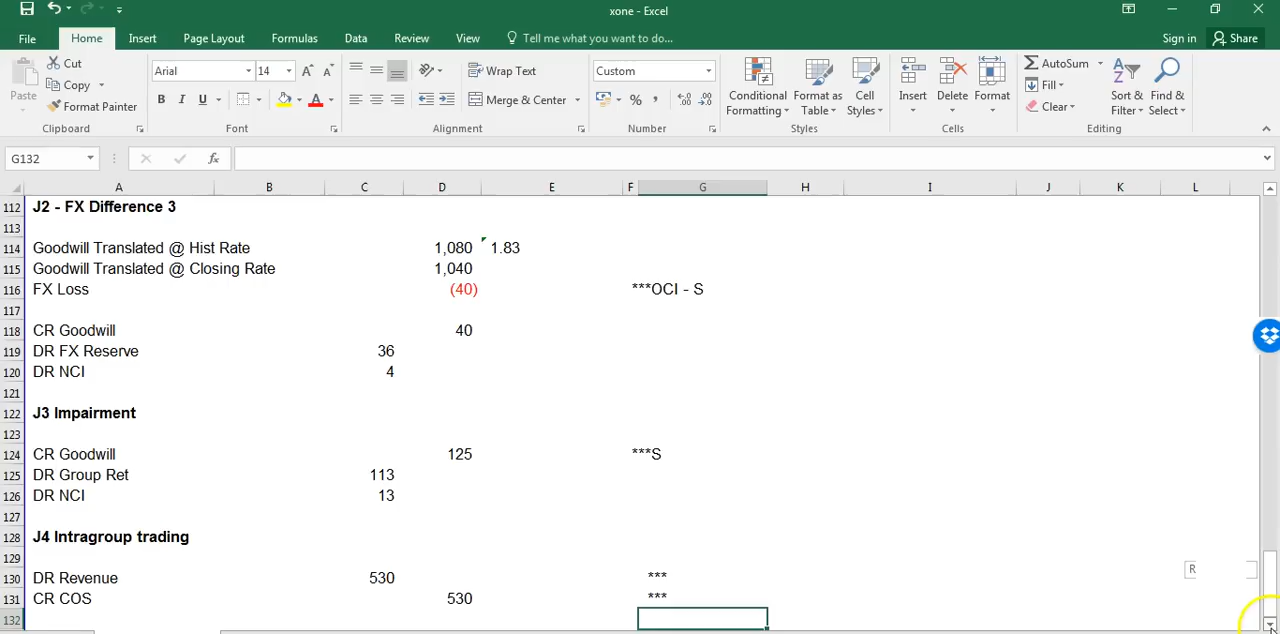 xone - Excel
File Home Insert Page Layout Formulas Data Review View Tell me what you want to do... Sign in Share
Paste Cut Copy Format Painter
Arial 14 B I U
Wrap Text Merge & Center
Custom
Conditional Formatting Format as Table Cell Styles
Insert Delete Format
AutoSum Fill Clear
Sort & Filter Find & Select
Clipboard Font Alignment Number Styles Cells Editing
G132 fx
A B C D E F G H I J K L
112 J2 - FX Difference 3
113
114 Goodwill Translated @ Hist Rate 1,080 1.83
115 Goodwill Translated @ Closing Rate 1,040
116 FX Loss (40) ***OCI - S
117
118 CR Goodwill 40
119 DR FX Reserve 36
120 DR NCI 4
121
122 J3 Impairment
123
124 CR Goodwill 125 ***S
125 DR Group Ret 113
126 DR NCI 13
127
128 J4 Intragroup trading
129
130 DR Revenue 530 *** R
131 CR COS 530 ***
132